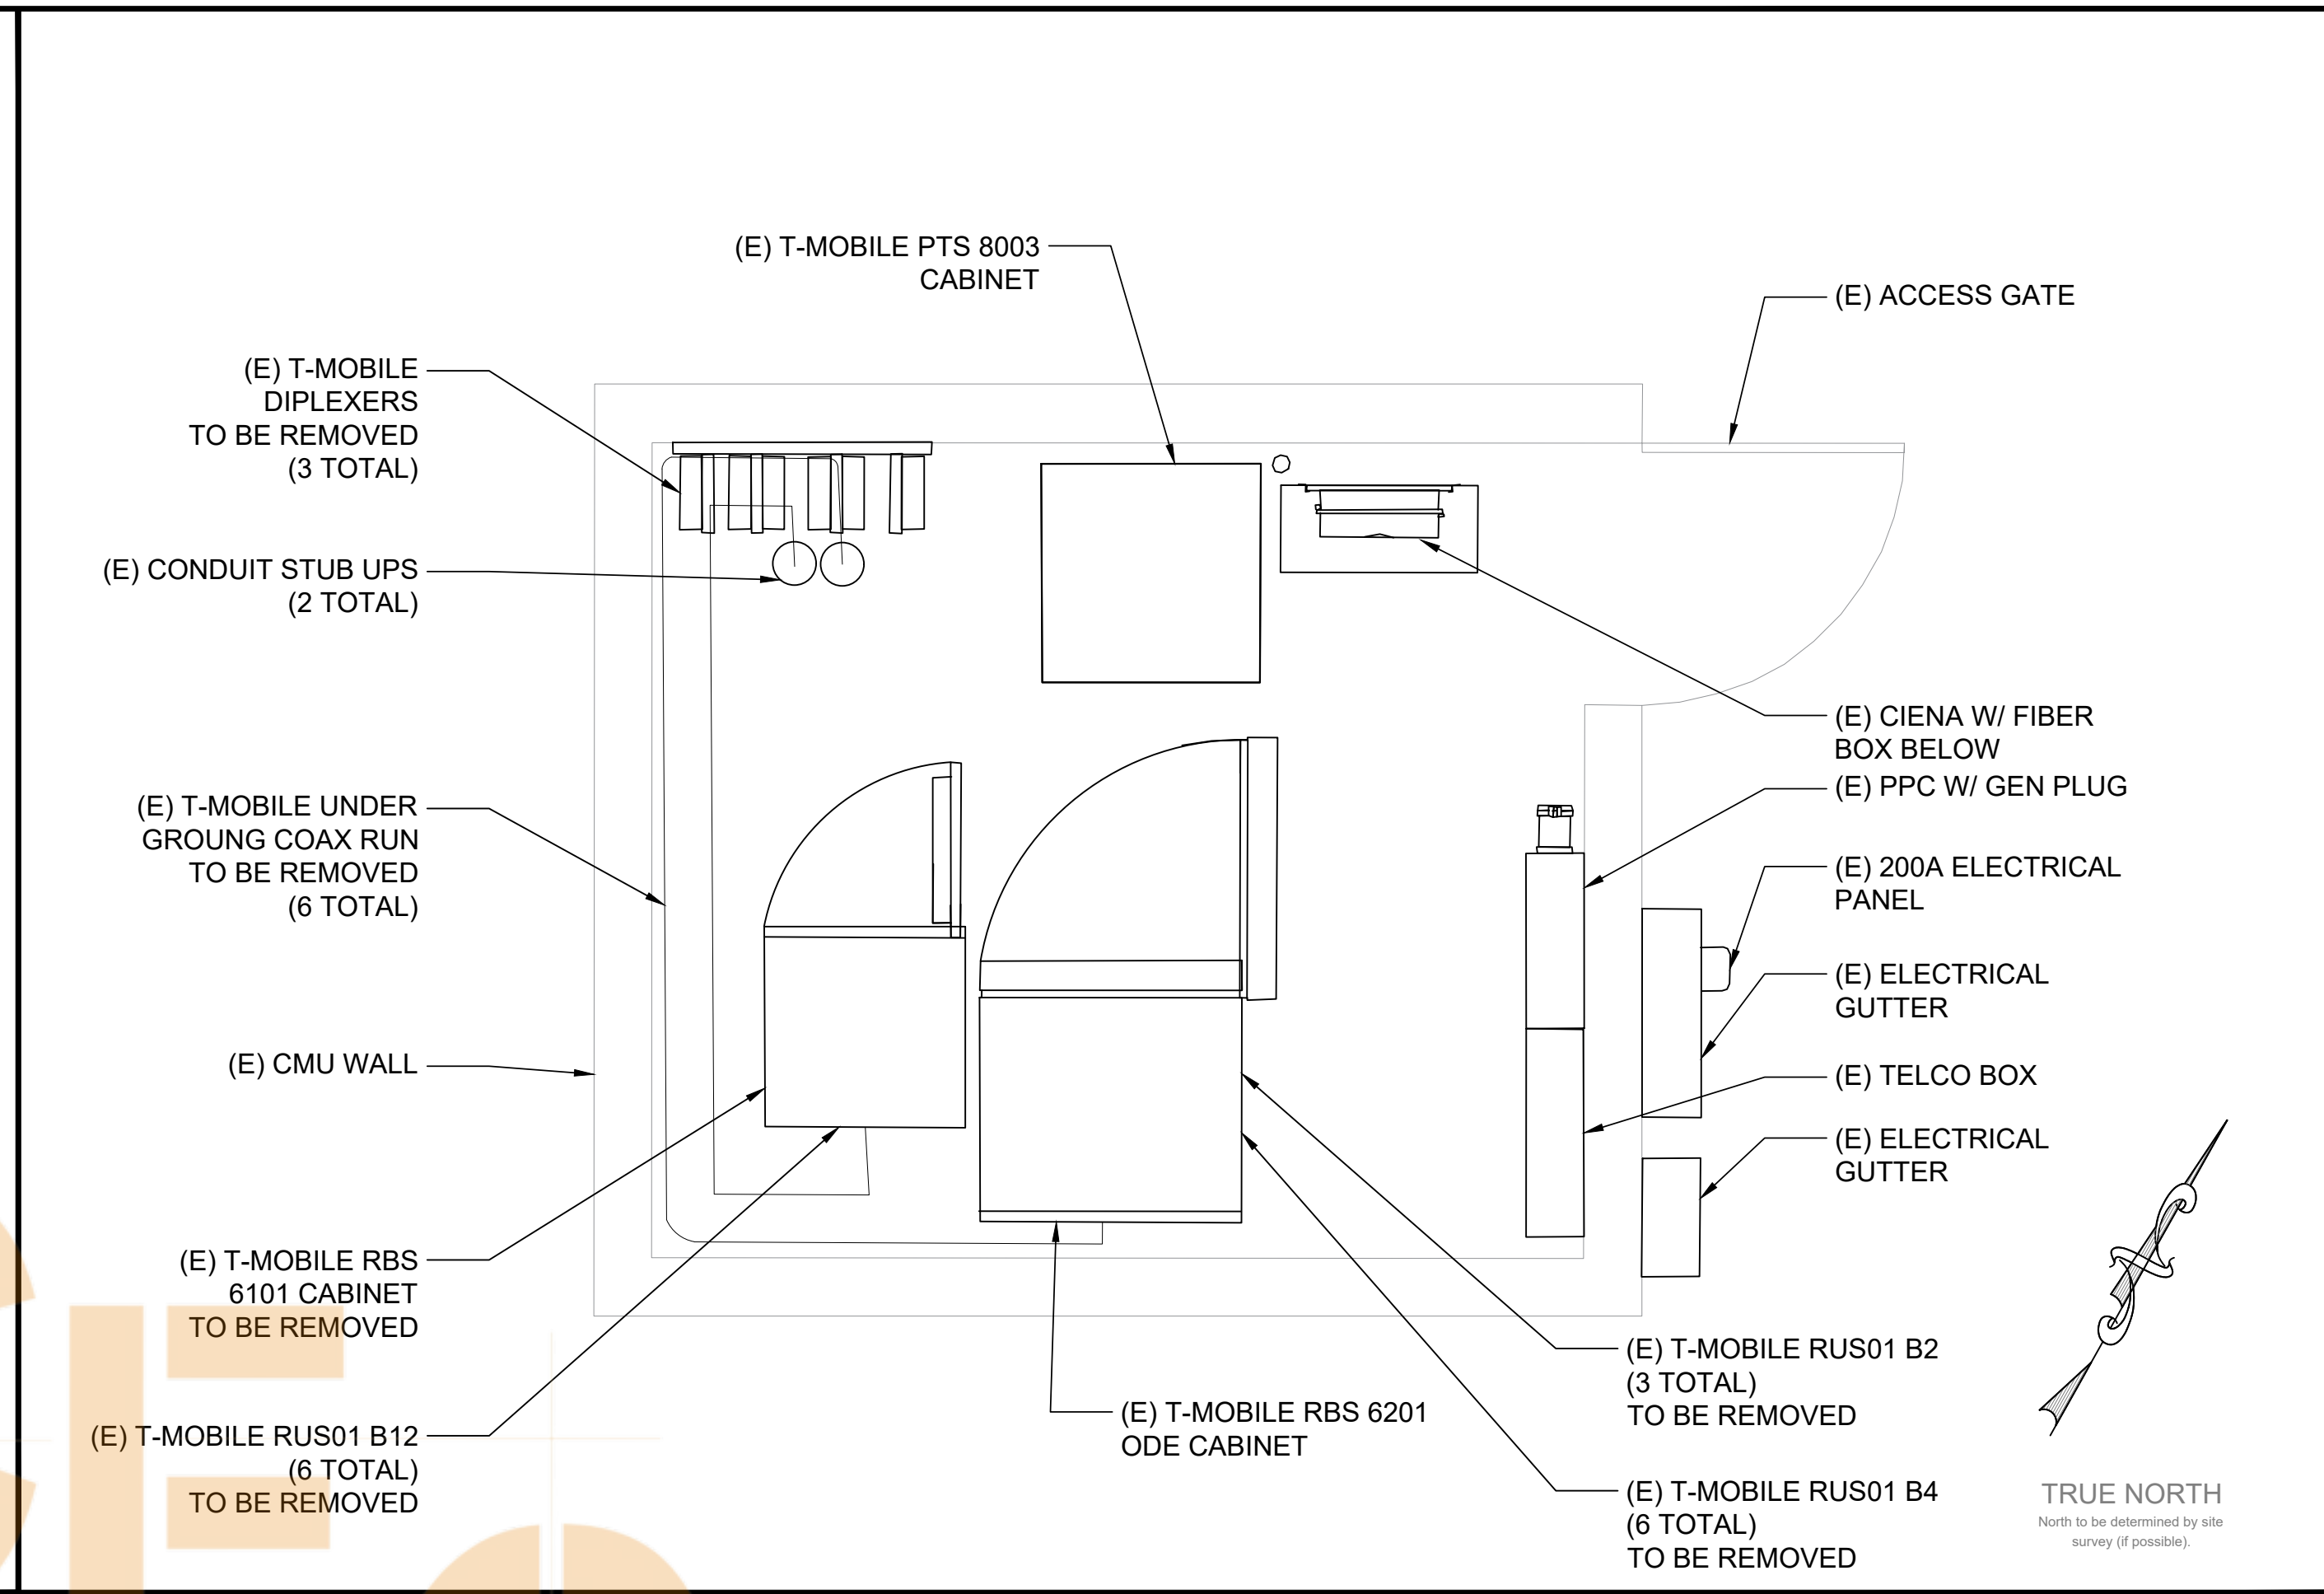 (E) T-MOBILE PTS 8003
CABINET
(E) ACCESS GATE
(E) T-MOBILE
DIPLEXERS
TO BE REMOVED
(3 TOTAL)
(E) CONDUIT STUB UPS
(2 TOTAL)
(E) T-MOBILE UNDER
GROUNG COAX RUN
TO BE REMOVED
(6 TOTAL)
(E) CMU WALL
(E) T-MOBILE RBS
6101 CABINET
TO BE REMOVED
(E) T-MOBILE RUS01 B12
(6 TOTAL)
TO BE REMOVED
(E) CIENA W/ FIBER
BOX BELOW
(E) PPC W/ GEN PLUG
(E) 200A ELECTRICAL
PANEL
(E) ELECTRICAL
GUTTER
(E) TELCO BOX
(E) ELECTRICAL
GUTTER
(E) T-MOBILE RUS01 B2
(3 TOTAL)
TO BE REMOVED
(E) T-MOBILE RBS 6201
ODE CABINET
(E) T-MOBILE RUS01 B4
(6 TOTAL)
TO BE REMOVED
TRUE NORTH
North to be determined by site
survey (if possible).